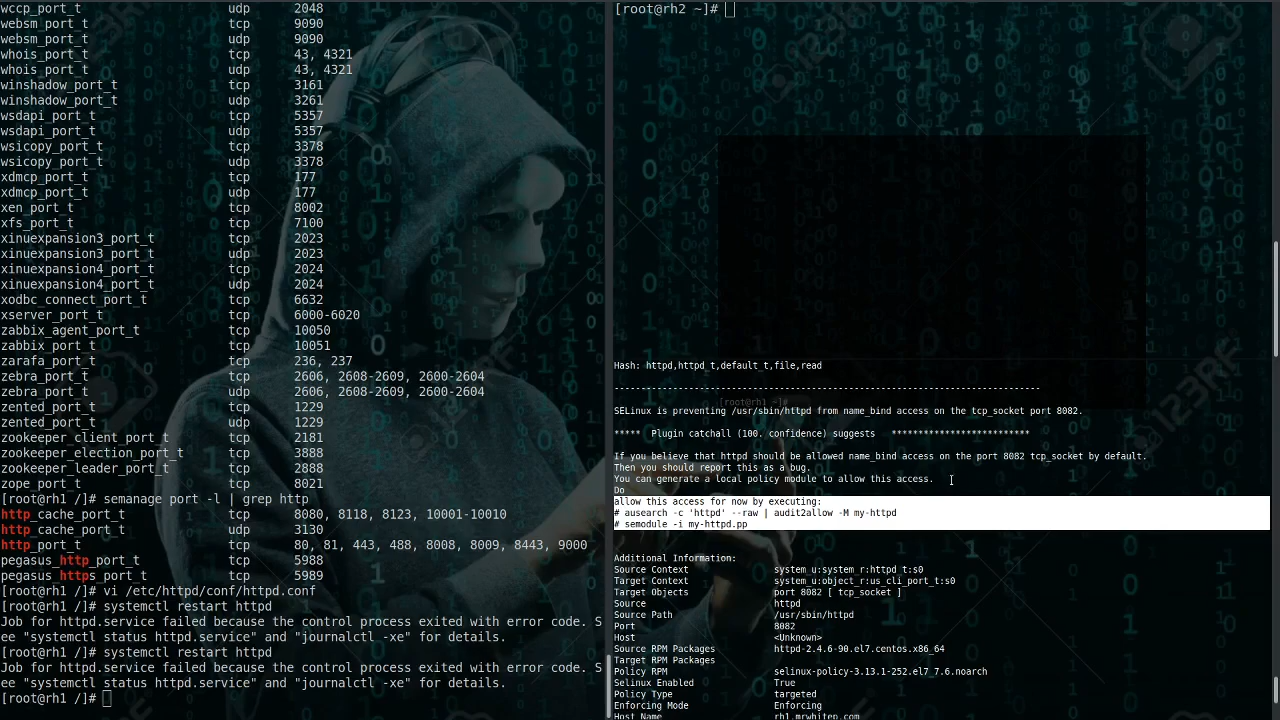 wccp_port_t udp 2048
websm_port_t tcp 9090
websm_port_t udp 9090
whois_port_t tcp 43, 4321
whois_port_t udp 43, 4321
winshadow_port_t tcp 3161
winshadow_port_t udp 3261
wsdapi_port_t tcp 5357
wsdapi_port_t udp 5357
wsicopy_port_t tcp 3378
wsicopy_port_t udp 3378
xdmcp_port_t tcp 177
xdmcp_port_t udp 177
xen_port_t tcp 8002
xfs_port_t tcp 7100
xinuexpansion3_port_t tcp 2023
xinuexpansion3_port_t udp 2023
xinuexpansion4_port_t tcp 2024
xinuexpansion4_port_t udp 2024
xodbc_connect_port_t tcp 6632
xserver_port_t tcp 6000-6020
zabbix_agent_port_t tcp 10050
zabbix_port_t tcp 10051
zarafa_port_t tcp 236, 237
zebra_port_t tcp 2606, 2608-2609, 2600-2604
zebra_port_t udp 2606, 2608-2609, 2600-2604
zented_port_t tcp 1229
zented_port_t udp 1229
zookeeper_client_port_t tcp 2181
zookeeper_election_port_t tcp 3888
zookeeper_leader_port_t tcp 2888
zope_port_t tcp 8021
[root@rh1 /]# semanage port -l | grep http
http_cache_port_t tcp 8080, 8118, 8123, 10001-10010
http_cache_port_t udp 3130
http_port_t tcp 80, 81, 443, 488, 8008, 8009, 8443, 9000
pegasus_http_port_t tcp 5988
pegasus_https_port_t tcp 5989
[root@rh1 /]# vi /etc/httpd/conf/httpd.conf
[root@rh1 /]# systemctl restart httpd
Job for httpd.service failed because the control process exited with error code. S
ee "systemctl status httpd.service" and "journalctl -xe" for details.
[root@rh1 /]# systemctl restart httpd
Job for httpd.service failed because the control process exited with error code. S
ee "systemctl status httpd.service" and "journalctl -xe" for details.
[root@rh1 /]#
[root@rh2 ~]#
Hash: httpd,httpd_t,default_t,file,read
--------------------------------------------------------------------------------
[root@rh1 ~]#
SELinux is preventing /usr/sbin/httpd from name_bind access on the tcp_socket port 8082.
***** Plugin catchall (100. confidence) suggests **************************
If you believe that httpd should be allowed name_bind access on the port 8082 tcp_socket by default.
Then you should report this as a bug.
You can generate a local policy module to allow this access.
Do
allow this access for now by executing:
# ausearch -c 'httpd' --raw | audit2allow -M my-httpd
# semodule -i my-httpd.pp
Additional Information:
Source Context system_u:system_r:httpd_t:s0
Target Context system_u:object_r:us_cli_port_t:s0
Target Objects port 8082 [ tcp_socket ]
Source httpd
Source Path /usr/sbin/httpd
Port 8082
Host <Unknown>
Source RPM Packages httpd-2.4.6-90.el7.centos.x86_64
Target RPM Packages
Policy RPM selinux-policy-3.13.1-252.el7_7.6.noarch
Selinux Enabled True
Policy Type targeted
Enforcing Mode Enforcing
Host Name rh1.mrwhitep.com